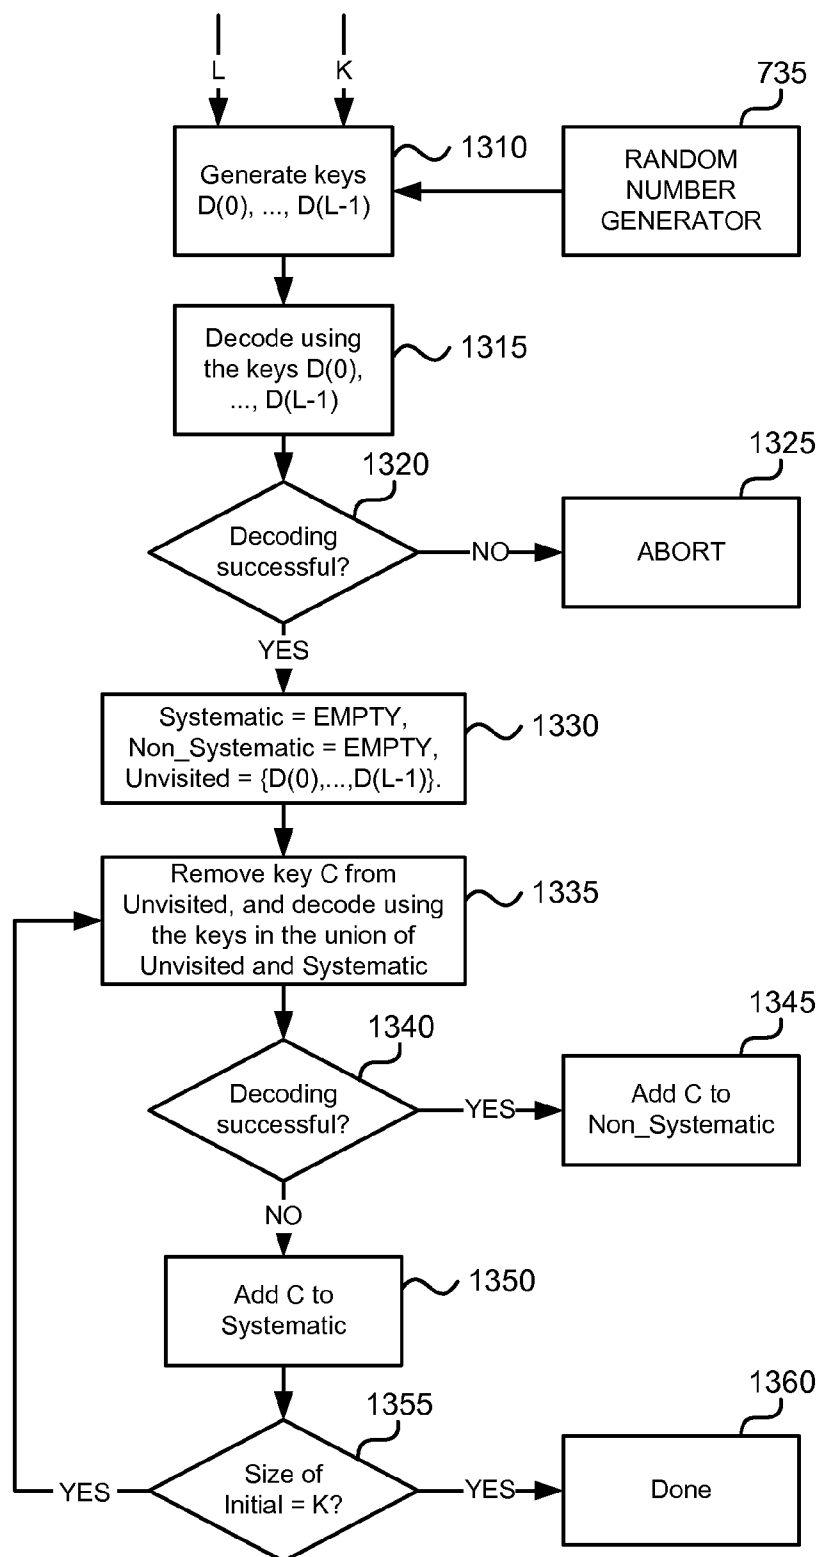 L
K
735
1310
Generate keys
D(0), ..., D(L-1)
RANDOM
NUMBER
GENERATOR
1315
Decode using
the keys D(0),
..., D(L-1)
1320
1325
Decoding
successful?
NO
ABORT
YES
1330
Systematic = EMPTY,
Non_Systematic = EMPTY,
Unvisited = {D(0),...,D(L-1)}.
1335
Remove key C from
Unvisited, and decode using
the keys in the union of
Unvisited and Systematic
1340
1345
Decoding
successful?
YES
Add C to
Non_Systematic
NO
1350
Add C to
Systematic
1355
1360
YES
Size of
Initial = K?
YES
Done